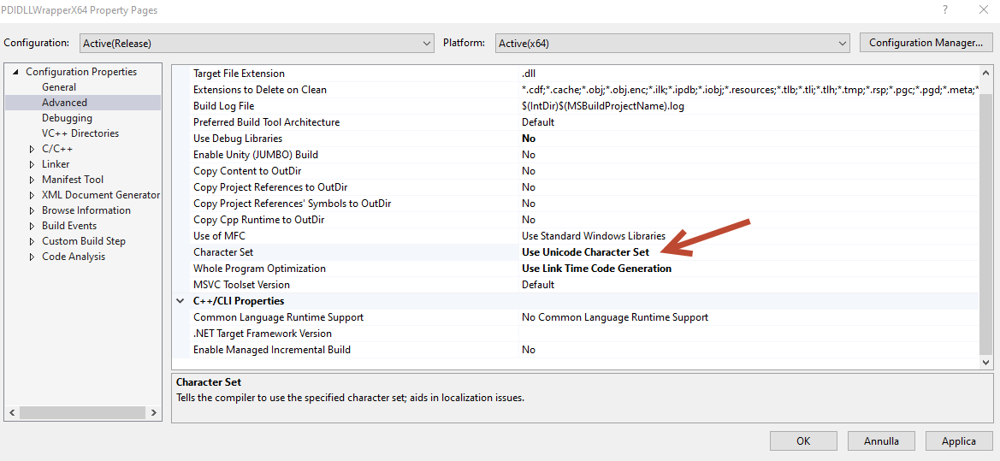 PDIDLLWrapperX64 Property Pages
Configuration: Active(Release) Platform: Active(x64) Configuration Manager...
Configuration Properties
General
Advanced
Debugging
VC++ Directories
C/C++
Linker
Manifest Tool
XML Document Generator
Browse Information
Build Events
Custom Build Step
Code Analysis
Target File Extension .dll
Extensions to Delete on Clean *.cdf;*.cache;*.obj;*.obj.enc;*.ilk;*.ipdb;*.iobj;*.resources;*.tlb;*.tli;*.tlh;*.tmp;*.rsp;*.pgc;*.pgd;*.meta;*
Build Log File $(IntDir)$(MSBuildProjectName).log
Preferred Build Tool Architecture Default
Use Debug Libraries No
Enable Unity (JUMBO) Build No
Copy Content to OutDir No
Copy Project References to OutDir No
Copy Project References' Symbols to OutDir No
Copy Cpp Runtime to OutDir No
Use of MFC Use Standard Windows Libraries
Character Set Use Unicode Character Set
Whole Program Optimization Use Link Time Code Generation
MSVC Toolset Version Default
C++/CLI Properties
Common Language Runtime Support No Common Language Runtime Support
.NET Target Framework Version
Enable Managed Incremental Build No
Character Set
Tells the compiler to use the specified character set; aids in localization issues.
OK Annulla Applica